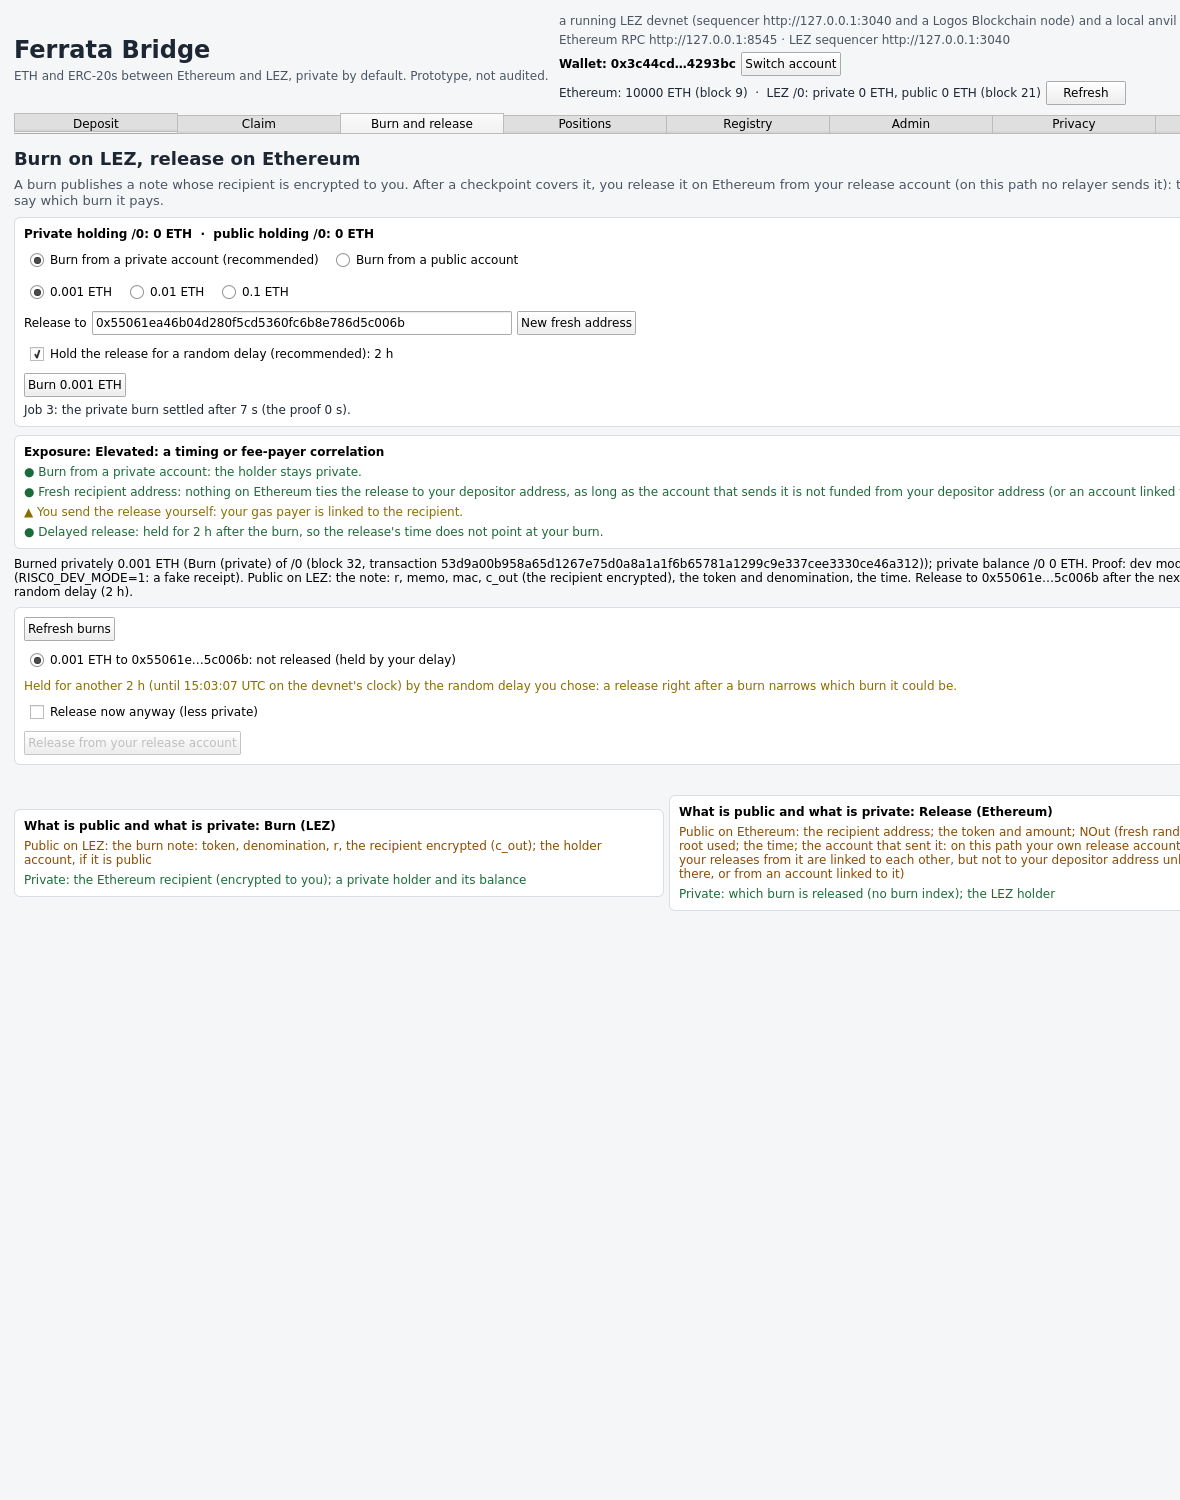 a running LEZ devnet (sequencer http://127.0.0.1:3040 and a Logos Blockchain node) and a local anvil
Ferrata Bridge
Ethereum RPC http://127.0.0.1:8545 · LEZ sequencer http://127.0.0.1:3040
ETH and ERC-20s between Ethereum and LEZ, private by default. Prototype, not audited.
Wallet: 0x3c44cd…4293bc Switch account
Ethereum: 10000 ETH (block 9) · LEZ /0: private 0 ETH, public 0 ETH (block 21) Refresh
Deposit Claim Burn and release Positions Registry Admin Privacy
Burn on LEZ, release on Ethereum
A burn publishes a note whose recipient is encrypted to you. After a checkpoint covers it, you release it on Ethereum from your release account (on this path no relayer sends it):
say which burn it pays.
Private holding /0: 0 ETH · public holding /0: 0 ETH
Burn from a private account (recommended) Burn from a public account
0.001 ETH 0.01 ETH 0.1 ETH
Release to 0x55061ea46b04d280f5cd5360fc6b8e786d5c006b New fresh address
Hold the release for a random delay (recommended): 2 h
Burn 0.001 ETH
Job 3: the private burn settled after 7 s (the proof 0 s).
Exposure: Elevated: a timing or fee-payer correlation
● Burn from a private account: the holder stays private.
● Fresh recipient address: nothing on Ethereum ties the release to your depositor address, as long as the account that sends it is not funded from your depositor address (or an account linked
▲ You send the release yourself: your gas payer is linked to the recipient.
● Delayed release: held for 2 h after the burn, so the release's time does not point at your burn.
Burned privately 0.001 ETH (Burn (private) of /0 (block 32, transaction 53d9a00b958a65d1267e75d0a8a1a1f6b65781a1299c9e337cee3330ce46a312)); private balance /0 0 ETH. Proof: dev mod
(RISC0_DEV_MODE=1: a fake receipt). Public on LEZ: the note: r, memo, mac, c_out (the recipient encrypted), the token and denomination, the time. Release to 0x55061e…5c006b after the nex
random delay (2 h).
Refresh burns
0.001 ETH to 0x55061e…5c006b: not released (held by your delay)
Held for another 2 h (until 15:03:07 UTC on the devnet's clock) by the random delay you chose: a release right after a burn narrows which burn it could be.
Release now anyway (less private)
Release from your release account
What is public and what is private: Burn (LEZ)
Public on LEZ: the burn note: token, denomination, r, the recipient encrypted (c_out); the holder
account, if it is public
Private: the Ethereum recipient (encrypted to you); a private holder and its balance
What is public and what is private: Release (Ethereum)
Public on Ethereum: the recipient address; the token and amount; NOut (fresh rand
root used; the time; the account that sent it: on this path your own release account
your releases from it are linked to each other, but not to your depositor address unl
there, or from an account linked to it)
Private: which burn is released (no burn index); the LEZ holder